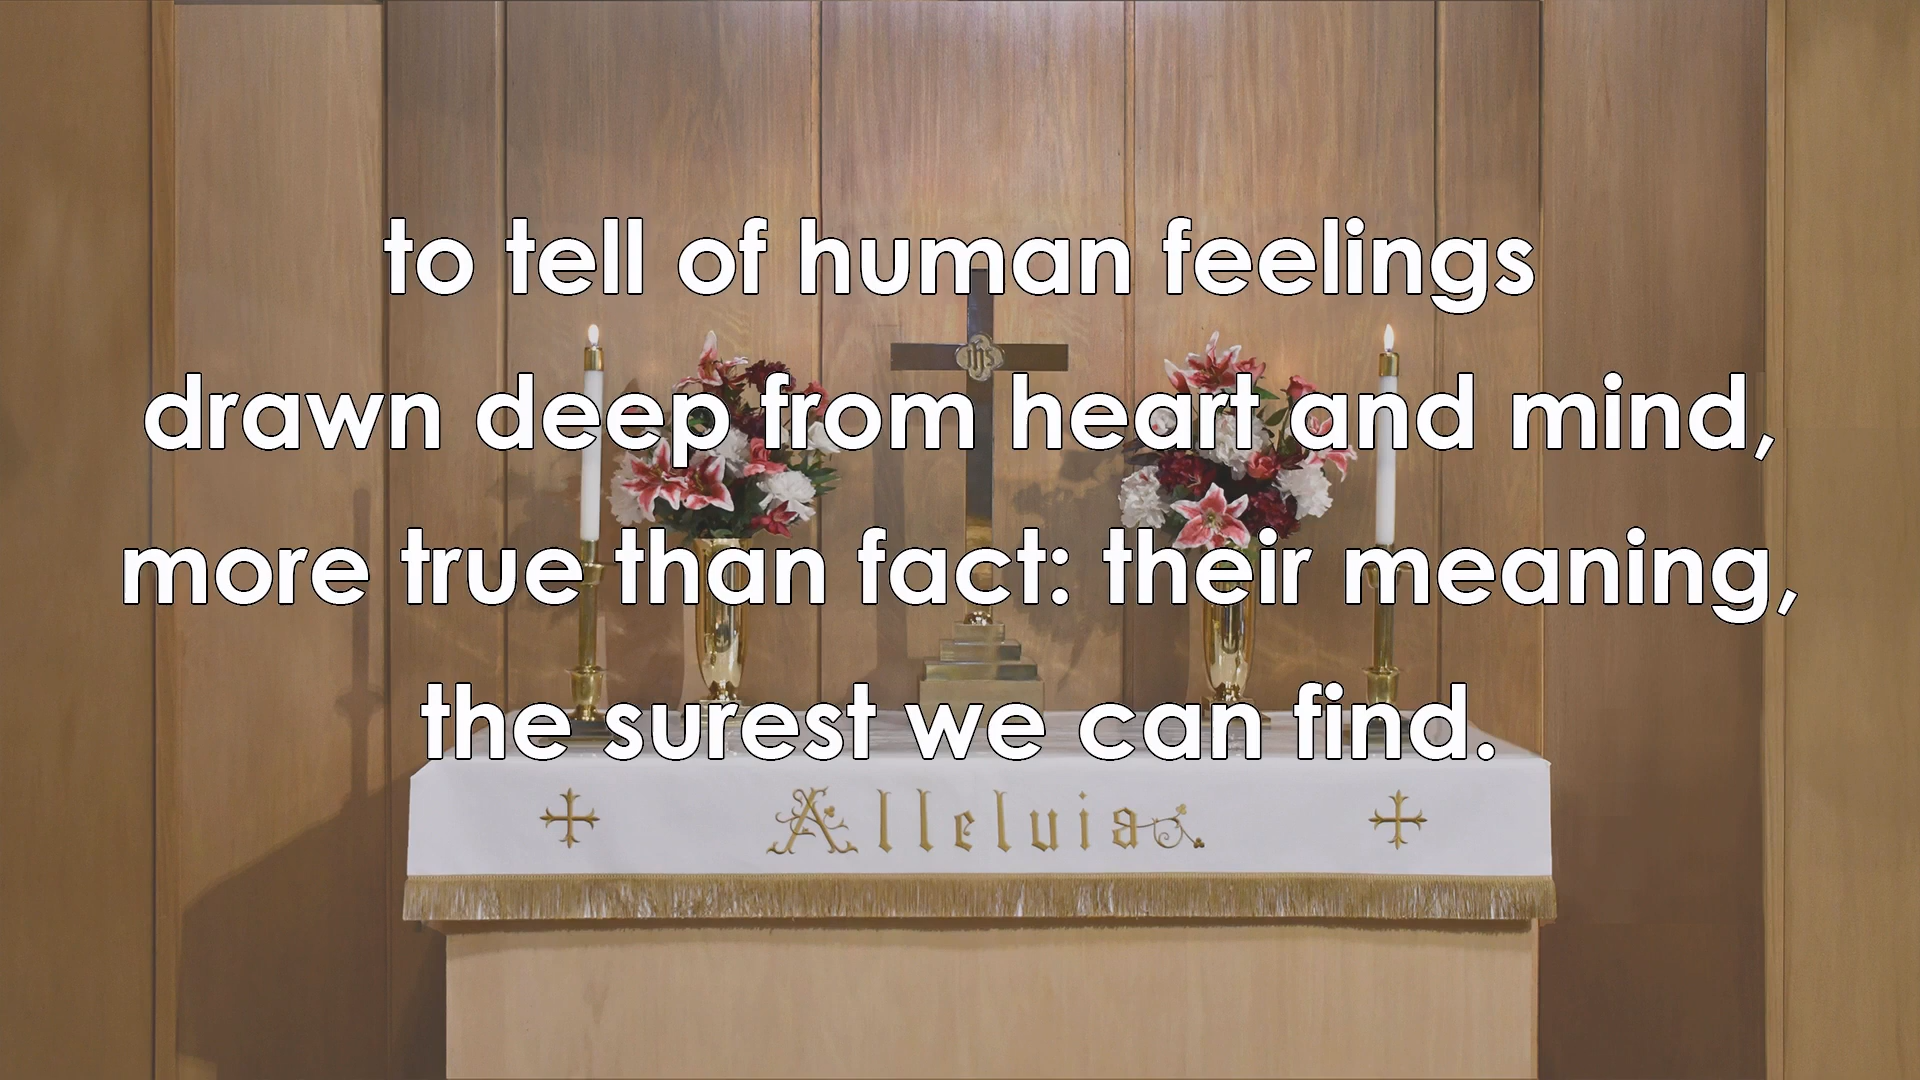 to tell of human feelings
ihs
drawn deep from heart and mind,
more true than fact: their meaning,
the surest we can find.
Alleluia